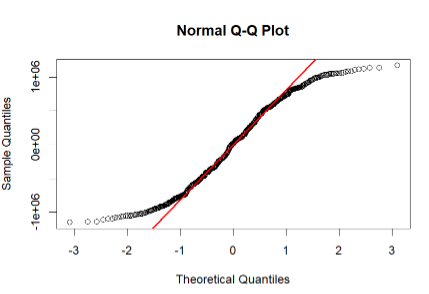 Normal Q-Q Plot
Sample Quantiles
1e+06
0e+00
-1e+06
-3 -2 -1 0 1 2 3
Theoretical Quantiles